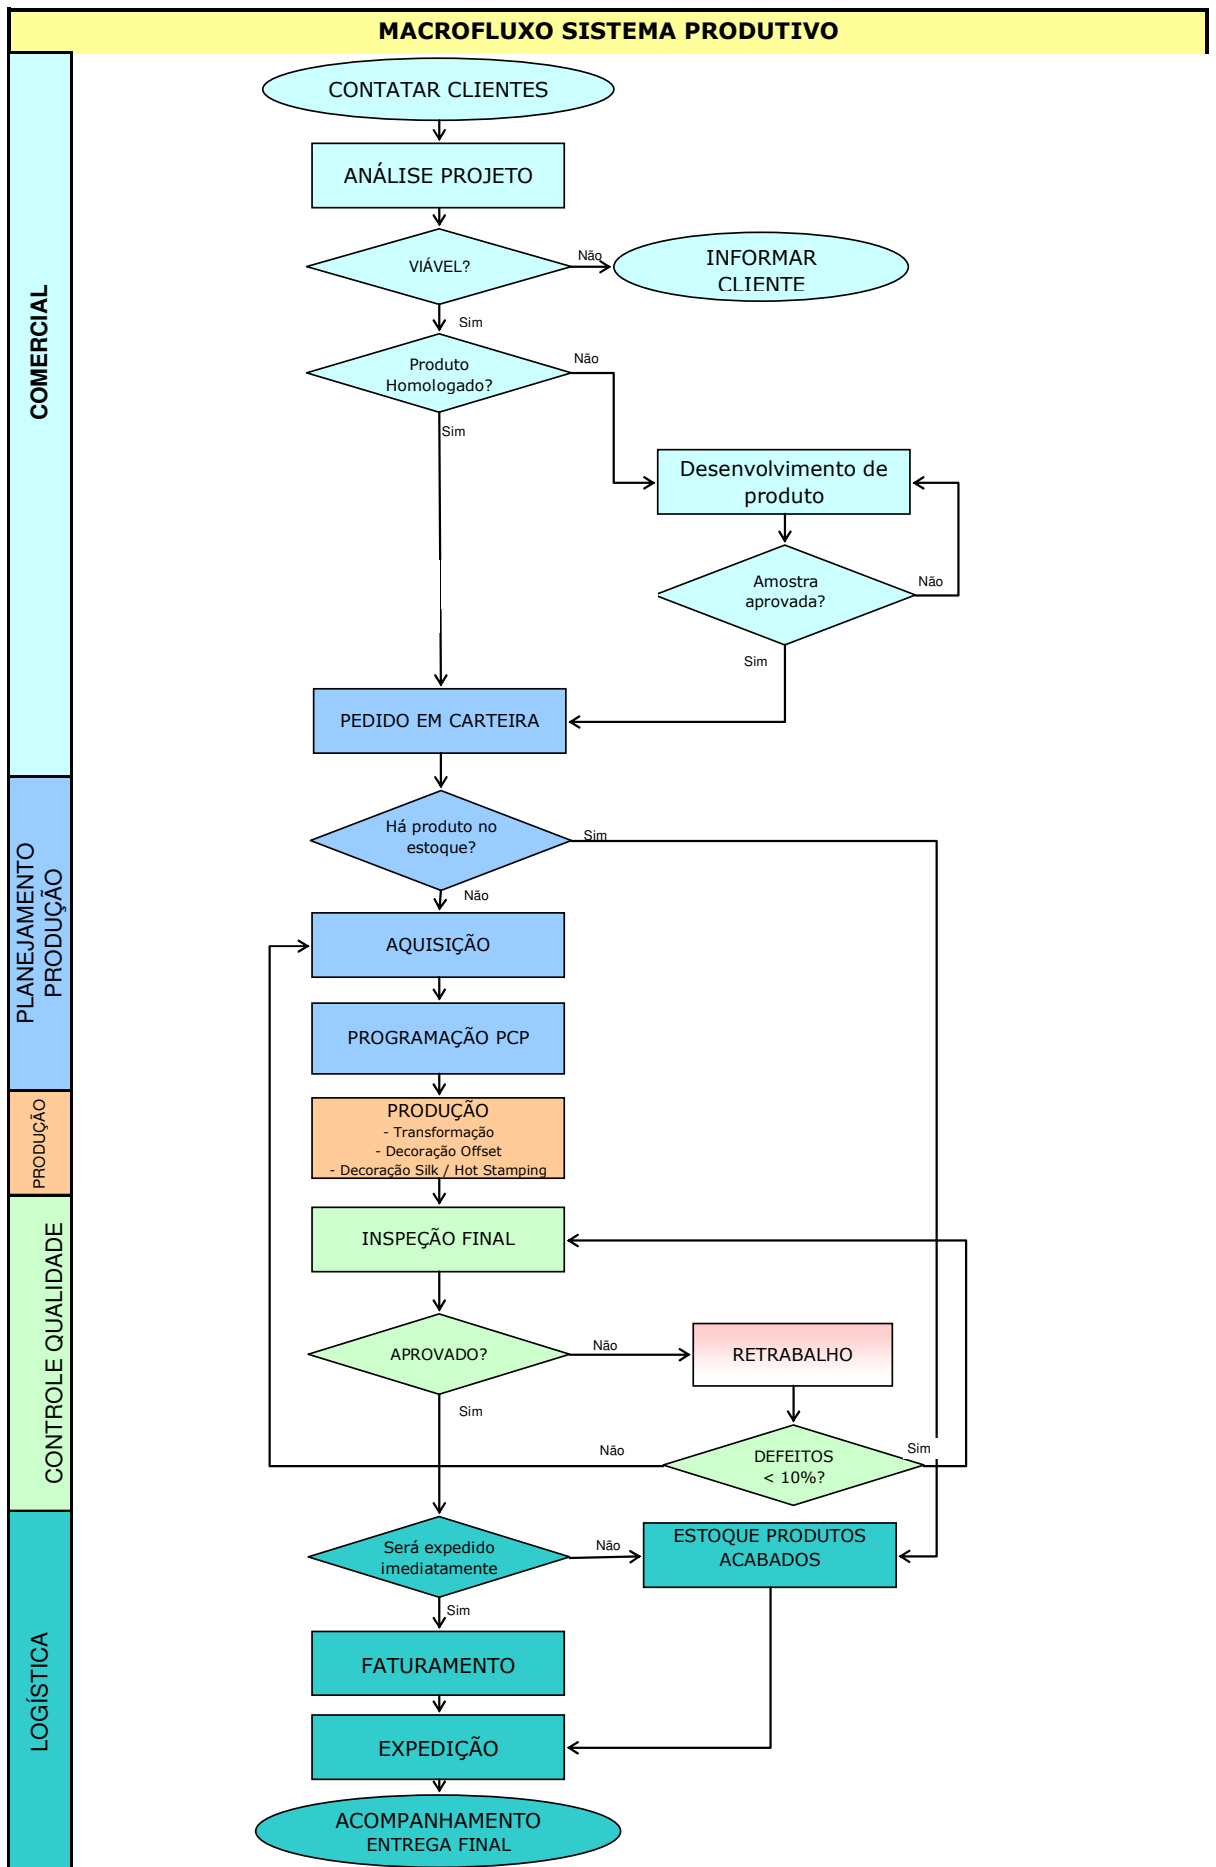 MACROFLUXO SISTEMA PRODUTIVO
COMERCIAL
CONTATAR CLIENTES
ANÁLISE PROJETO
VIÁVEL?
Não
INFORMAR
CLIENTE
Sim
Produto
Homologado?
Não
Sim
Desenvolvimento de
produto
Amostra
aprovada?
Não
Sim
PEDIDO EM CARTEIRA
PLANEJAMENTO
PRODUÇÃO
Há produto no
estoque?
Sim
Não
AQUISIÇÃO
PROGRAMAÇÃO PCP
PRODUÇÃO
PRODUÇÃO
- Transformação
- Decoração Offset
- Decoração Silk / Hot Stamping
CONTROLE QUALIDADE
INSPEÇÃO FINAL
APROVADO?
Não
RETRABALHO
Sim
Não
DEFEITOS
< 10%?
Sim
LOGÍSTICA
Será expedido
imediatamente
Não
ESTOQUE PRODUTOS
ACABADOS
Sim
FATURAMENTO
EXPEDIÇÃO
ACOMPANHAMENTO
ENTREGA FINAL